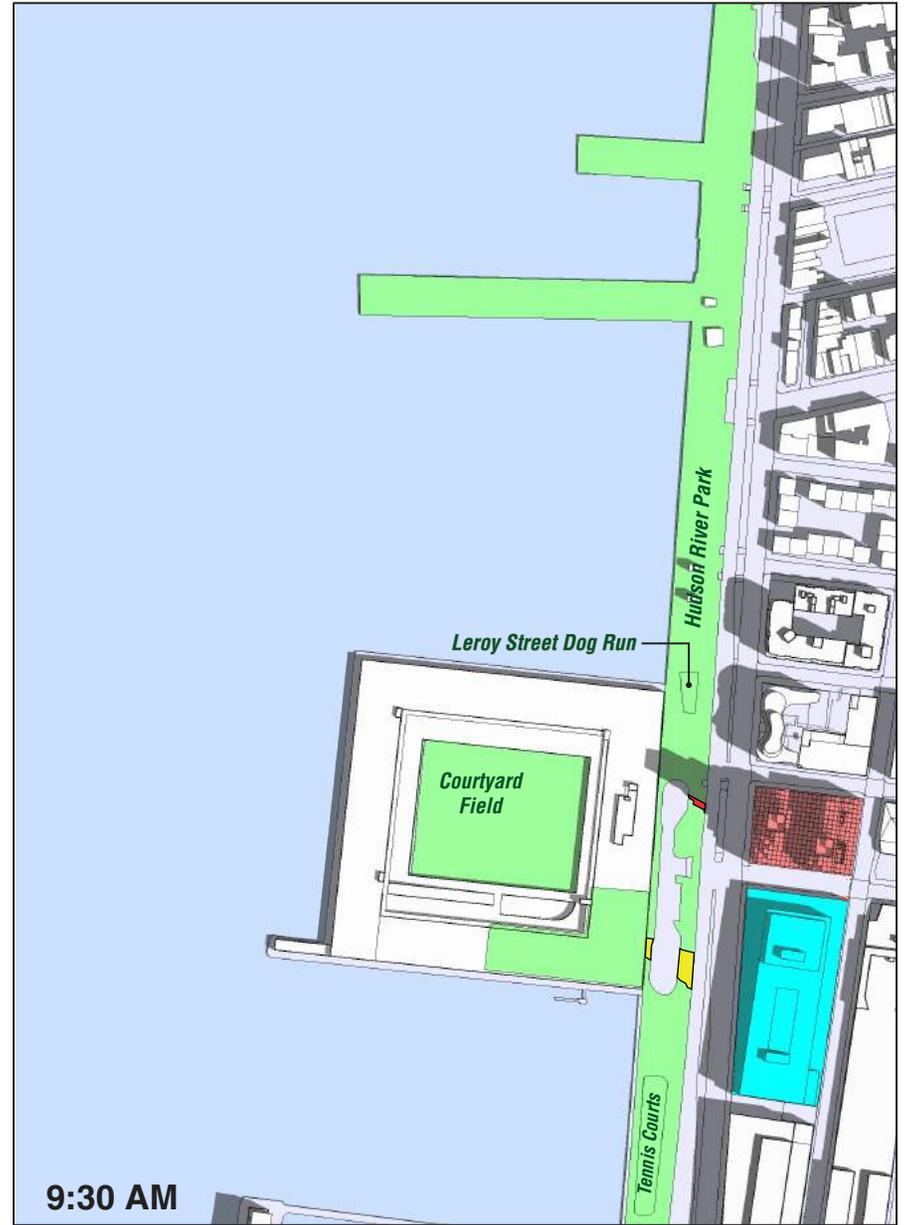 Hudson River Park
Leroy Street Dog Run
Courtyard
Field
Tennis Courts
9:30 AM